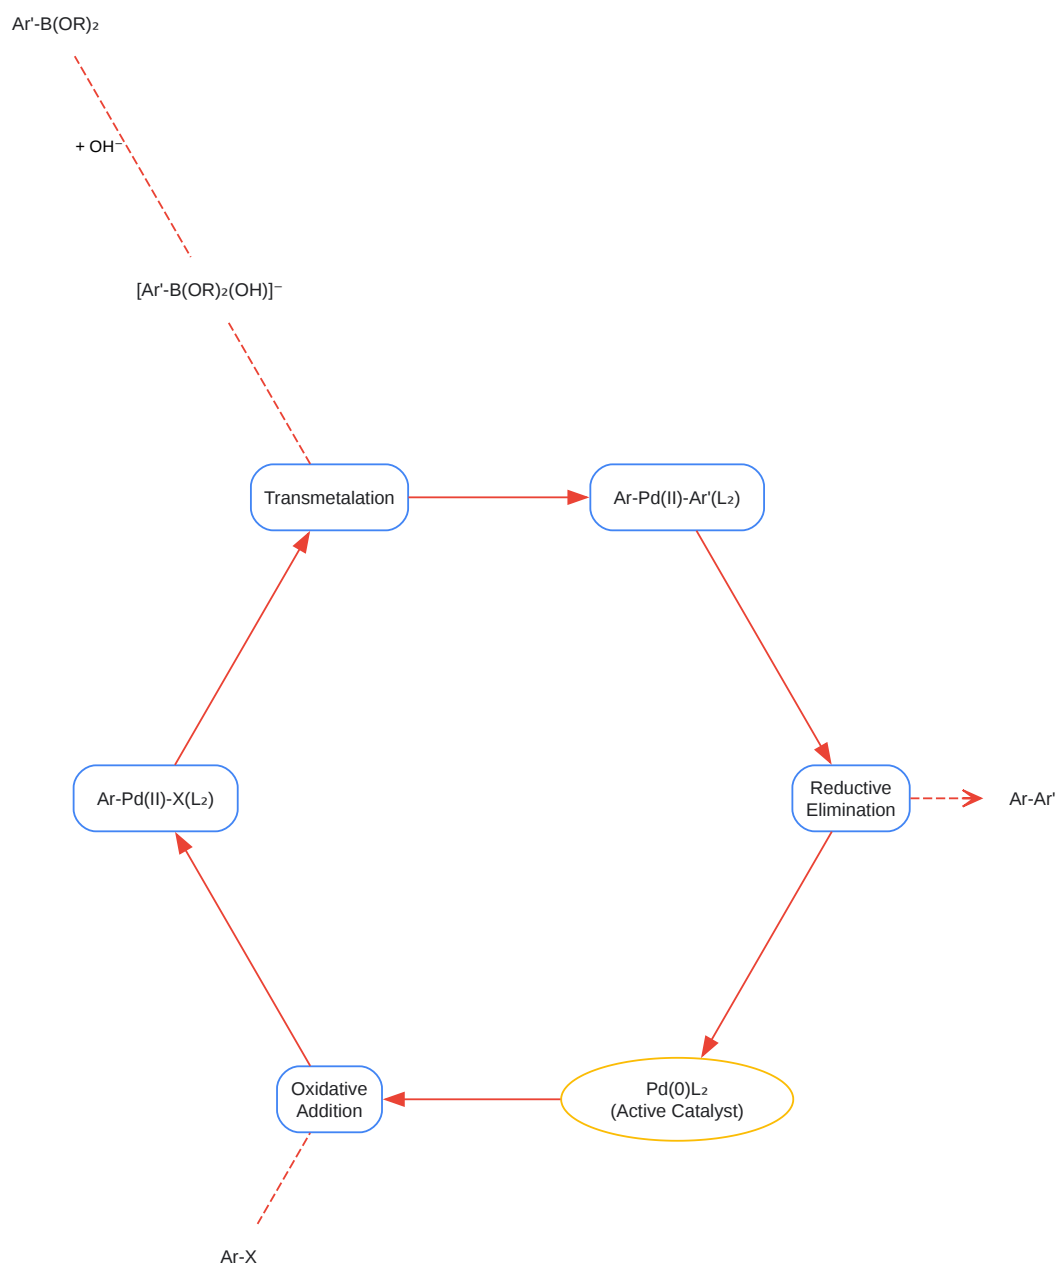 Ar'-B(OR)₂
+ OH⁻
[Ar'-B(OR)₂(OH)]⁻
Transmetalation
Ar-Pd(II)-Ar'(L₂)
Ar-Pd(II)-X(L₂)
Reductive
Elimination
Ar-Ar'
Oxidative
Addition
Pd(0)L₂
(Active Catalyst)
Ar-X